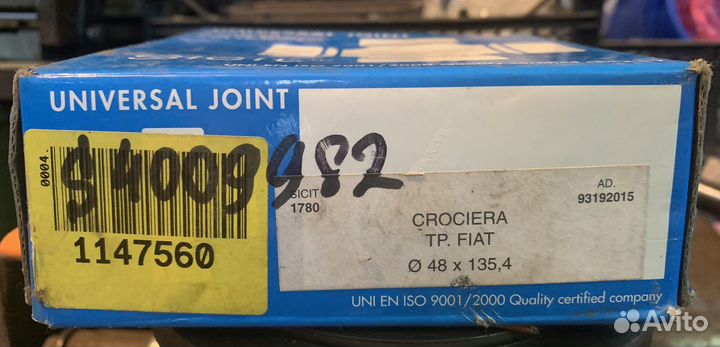 UNIVERSAL JOINT
0004.
S4009982
1147560
SICIT
1780
AD.
93192015
CROCIERA
TP. FIAT
Ø 48 x 135,4
UNI EN ISO 9001/2000 Quality certified company
Avito